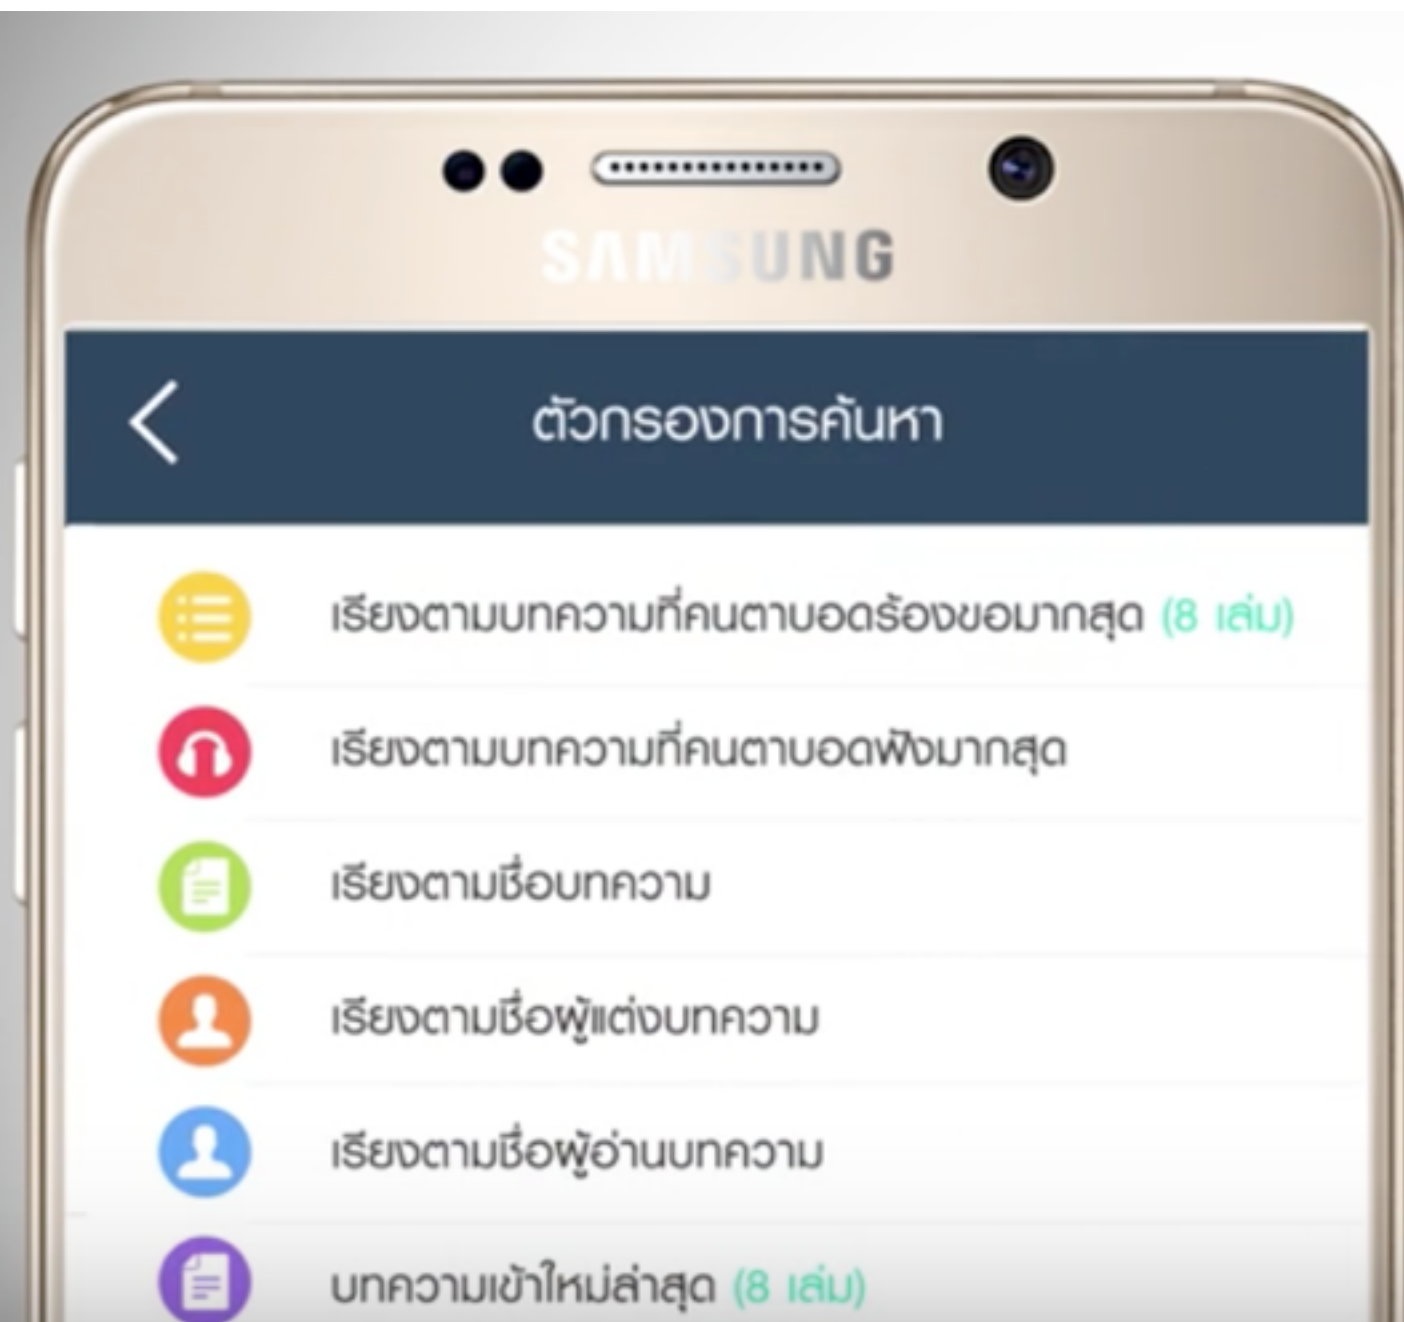 SAMSUNG
ตัวกรองการค้นหา
เรียงตามบทความที่คนตาบอดร้องขอมากสุด (8 เล่ม)
เรียงตามบทความที่คนตาบอดฟังมากสุด
เรียงตามชื่อบทความ
เรียงตามชื่อผู้แต่งบทความ
เรียงตามชื่อผู้อ่านบทความ
บทความเข้าใหม่ล่าสุด (8 เล่ม)